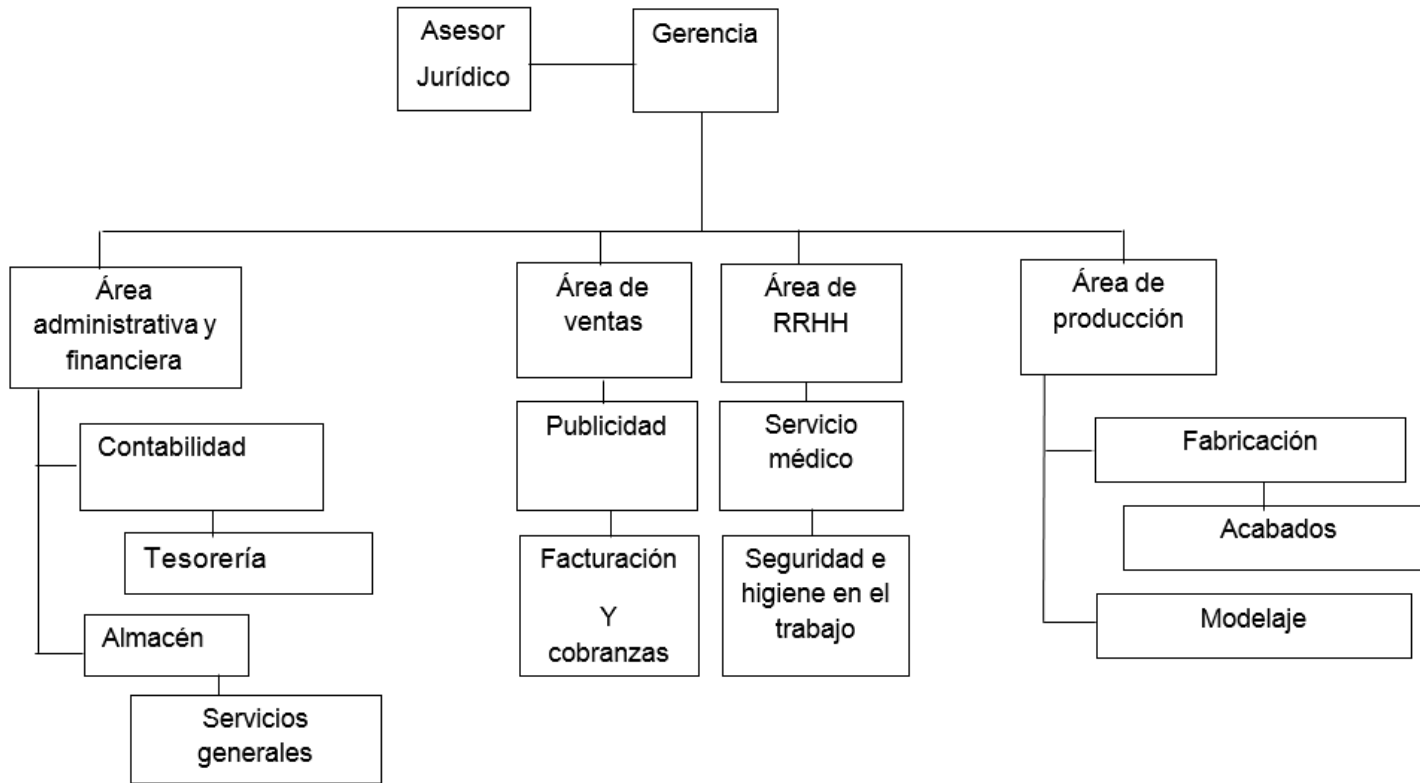 Asesor
Jurídico
Gerencia
Área
administrativa y
financiera
Área de
ventas
Área de
RRHH
Área de
producción
Contabilidad
Tesorería
Almacén
Servicios
generales
Publicidad
Facturación
Y
cobranzas
Servicio
médico
Seguridad e
higiene en el
trabajo
Fabricación
Acabados
Modelaje